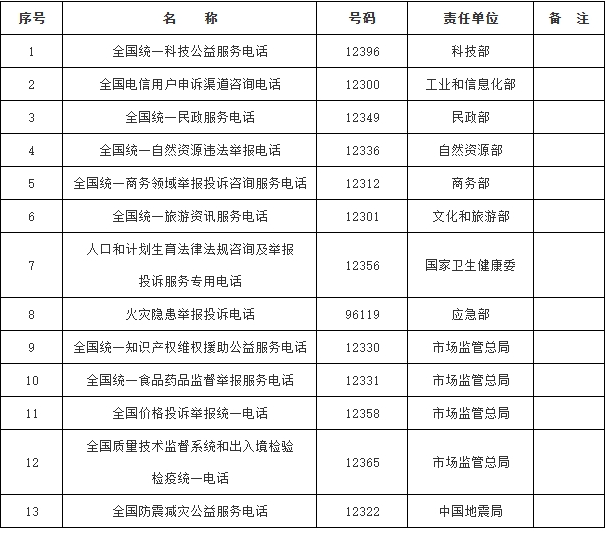 序号 名 称 号码 责任单位 备 注
1 全国统一科技公益服务电话 12396 科技部
2 全国电信用户申诉渠道咨询电话 12300 工业和信息化部
3 全国统一民政服务电话 12349 民政部
4 全国统一自然资源违法举报电话 12336 自然资源部
5 全国统一商务领域举报投诉咨询服务电话 12312 商务部
6 全国统一旅游资讯服务电话 12301 文化和旅游部
7 人口和计划生育法律法规咨询及举报
投诉服务专用电话 12356 国家卫生健康委
8 火灾隐患举报投诉电话 96119 应急部
9 全国统一知识产权维权援助公益服务电话 12330 市场监管总局
10 全国统一食品药品监督举报服务电话 12331 市场监管总局
11 全国价格投诉举报统一电话 12358 市场监管总局
12 全国质量技术监督系统和出入境检验
检疫统一电话 12365 市场监管总局
13 全国防震减灾公益服务电话 12322 中国地震局